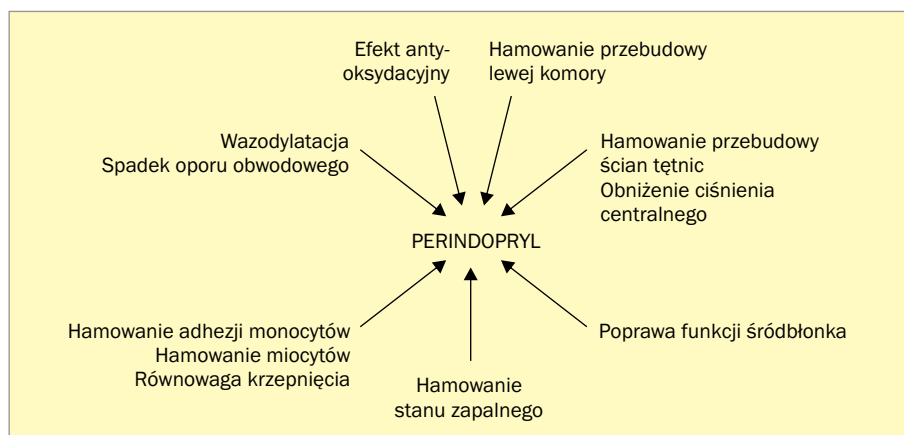 Efekt anty-
oksydacyjny
Hamowanie przebudowy
lewej komory
Wazodylatacja
Spadek oporu obwodowego
Hamowanie przebudowy
ścian tętnic
Obniżenie ciśnienia
centralnego
PERINDOPRYL
Hamowanie adhezji monocytów
Hamowanie miocytów
Równowaga krzepnięcia
Poprawa funkcji śródbłonka
Hamowanie
stanu zapalnego